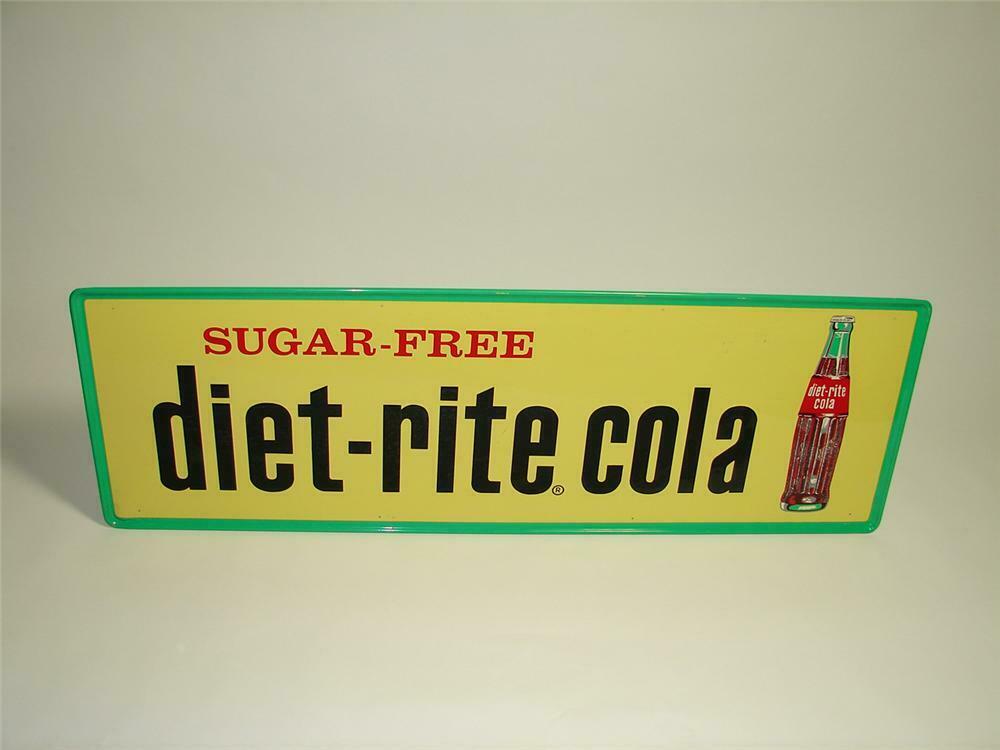 SUGAR-FREE
diet-rite cola
®
diet-rite
cola